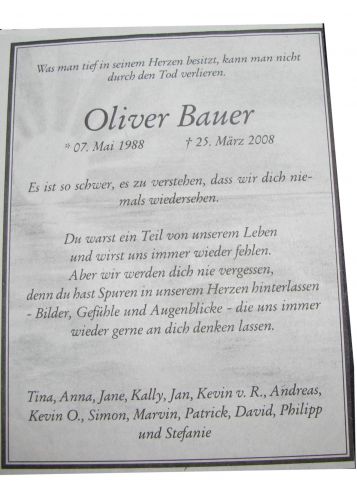 Was man tief in seinem Herzen besitzt, kann man nicht
durch den Tod verlieren.
Oliver Bauer
* 07. Mai 1988 † 25. März 2008
Es ist so schwer, es zu verstehen, dass wir dich nie-
mals wiedersehen.
Du warst ein Teil von unserem Leben
und wirst uns immer wieder fehlen.
Aber wir werden dich nie vergessen,
denn du hast Spuren in unserem Herzen hinterlassen
- Bilder, Gefühle und Augenblicke - die uns immer
wieder gerne an dich denken lassen.
Tina, Anna, Jane, Kally, Jan, Kevin v. R., Andreas,
Kevin O., Simon, Marvin, Patrick, David, Philipp
und Stefanie